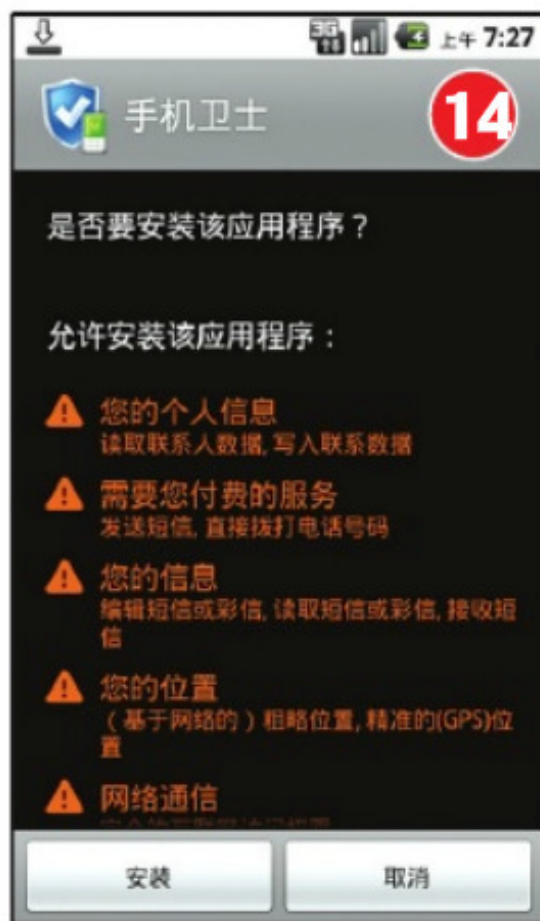 3G
上午 7:27
手机卫士
14
是否要安装该应用程序？
允许安装该应用程序：
您的个人信息
读取联系人数据, 写入联系数据
需要您付费的服务
发送短信, 直接拨打电话号码
您的信息
编辑短信或彩信, 读取短信或彩信, 接收短
信
您的位置
（基于网络的）粗略位置, 精准的(GPS)位
置
网络通信
安装
取消